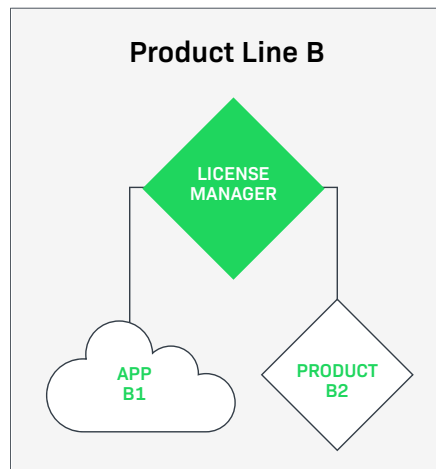 Product Line B
LICENSE
MANAGER
APP
B1
PRODUCT
B2